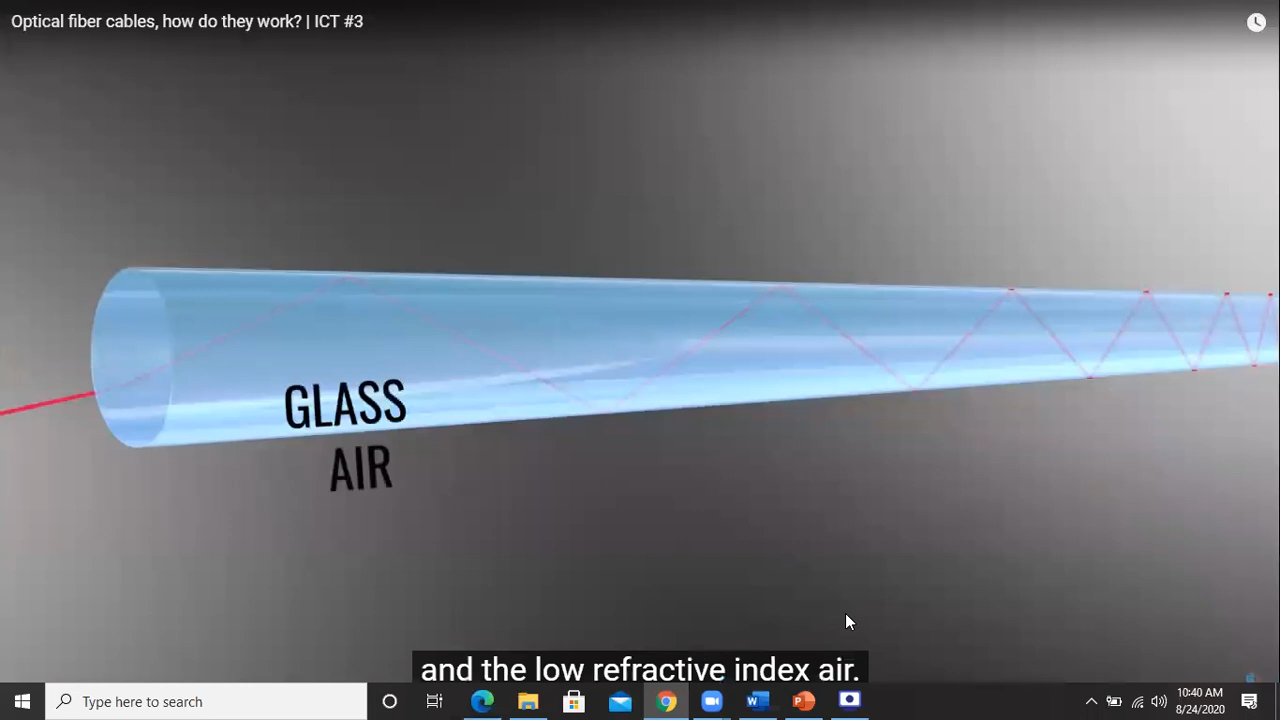 Optical fiber cables, how do they work? | ICT #3
GLASS
AIR
and the low refractive index air.
Type here to search
10:40 AM
8/24/2020